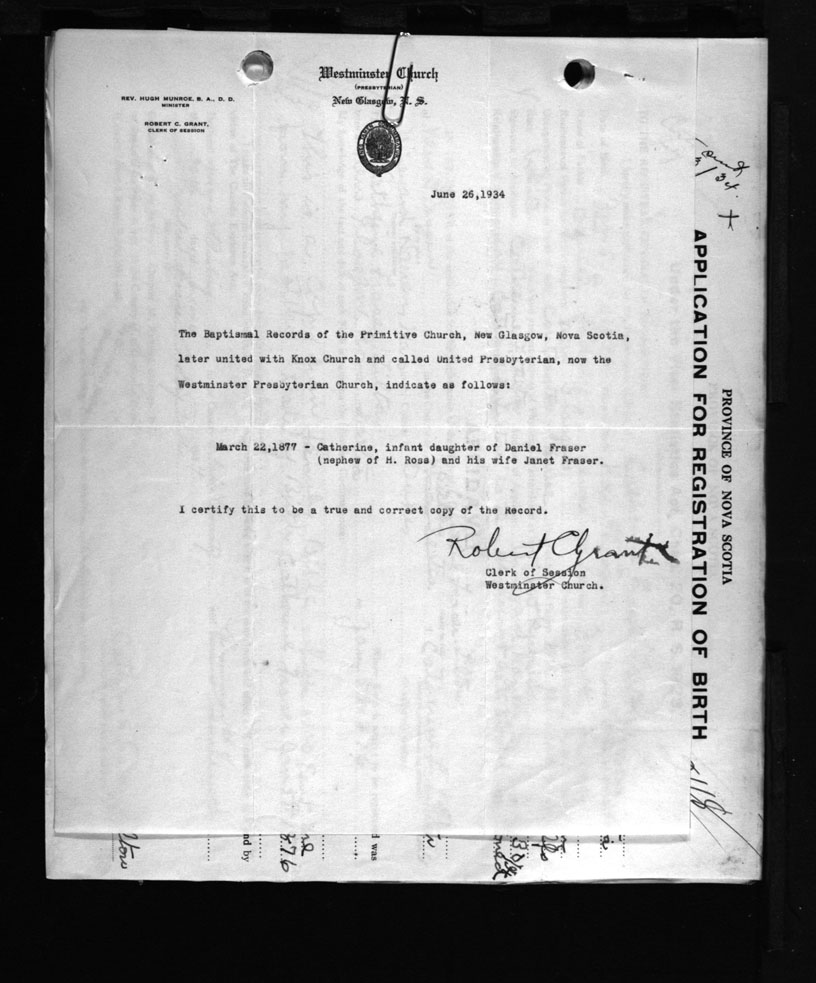 Westminster Church
(PRESBYTERIAN)
New Glasgow, N. S.
REV. HUGH MUNROE, B. A., D. D.
MINISTER
ROBERT C. GRANT,
CLERK OF SESSION
June 26,1934
The Baptismal Records of the Primitive Church, New Glasgow, Nova Scotia,
later united with Knox Church and called United Presbyterian, now the
Westminster Presbyterian Church, indicate as follows:
March 22,1877 - Catherine, infant daughter of Daniel Fraser
(nephew of H. Ross) and his wife Janet Fraser.
I certify this to be a true and correct copy of the Record.
Robert C Grant
Clerk of Session
Westminster Church.
PROVINCE OF NOVA SCOTIA
APPLICATION FOR REGISTRATION OF BIRTH
nd by
d was